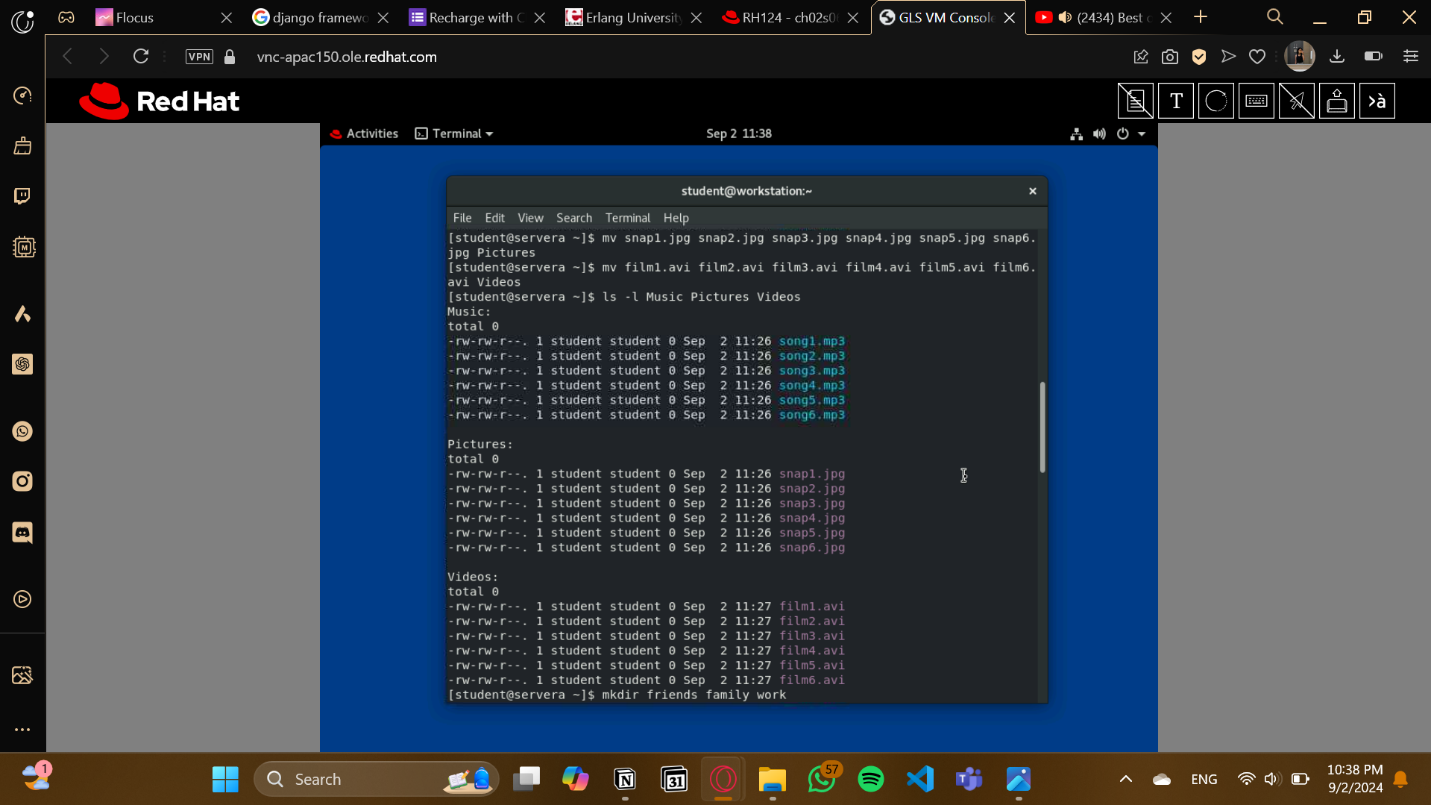 Flocus
django framewo
Recharge with C
Erlang University
RH124 - ch02s0
GLS VM Console
(2434) Best c
VPN
vnc-apac150.ole.redhat.com
Red Hat
T
>à
Activities
Terminal
Sep 2 11:38
student@workstation:~
File Edit View Search Terminal Help
[student@servera ~]$ mv snap1.jpg snap2.jpg snap3.jpg snap4.jpg snap5.jpg snap6.
jpg Pictures
[student@servera ~]$ mv film1.avi film2.avi film3.avi film4.avi film5.avi film6.
avi Videos
[student@servera ~]$ ls -l Music Pictures Videos
Music:
total 0
-rw-rw-r--. 1 student student 0 Sep  2 11:26 song1.mp3
-rw-rw-r--. 1 student student 0 Sep  2 11:26 song2.mp3
-rw-rw-r--. 1 student student 0 Sep  2 11:26 song3.mp3
-rw-rw-r--. 1 student student 0 Sep  2 11:26 song4.mp3
-rw-rw-r--. 1 student student 0 Sep  2 11:26 song5.mp3
-rw-rw-r--. 1 student student 0 Sep  2 11:26 song6.mp3
Pictures:
total 0
-rw-rw-r--. 1 student student 0 Sep  2 11:26 snap1.jpg
-rw-rw-r--. 1 student student 0 Sep  2 11:26 snap2.jpg
-rw-rw-r--. 1 student student 0 Sep  2 11:26 snap3.jpg
-rw-rw-r--. 1 student student 0 Sep  2 11:26 snap4.jpg
-rw-rw-r--. 1 student student 0 Sep  2 11:26 snap5.jpg
-rw-rw-r--. 1 student student 0 Sep  2 11:26 snap6.jpg
Videos:
total 0
-rw-rw-r--. 1 student student 0 Sep  2 11:27 film1.avi
-rw-rw-r--. 1 student student 0 Sep  2 11:27 film2.avi
-rw-rw-r--. 1 student student 0 Sep  2 11:27 film3.avi
-rw-rw-r--. 1 student student 0 Sep  2 11:27 film4.avi
-rw-rw-r--. 1 student student 0 Sep  2 11:27 film5.avi
-rw-rw-r--. 1 student student 0 Sep  2 11:27 film6.avi
[student@servera ~]$ mkdir friends family work
1
Search
31
57
ENG
10:38 PM
9/2/2024